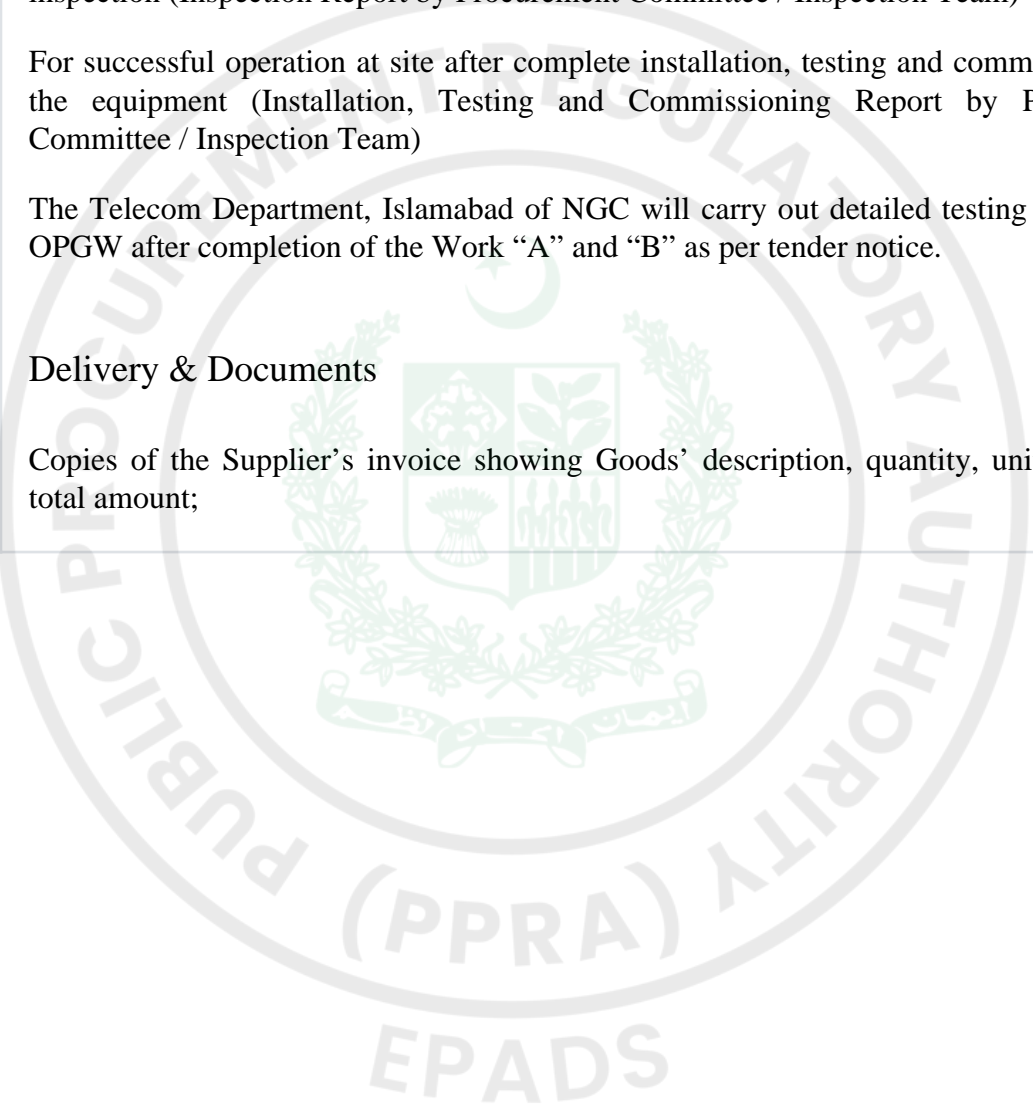 inspection (Inspection Report by Procurement Committee / Inspection Team)
For successful operation at site after complete installation, testing and comm
the equipment (Installation, Testing and Commissioning Report by P
Committee / Inspection Team)
The Telecom Department, Islamabad of NGC will carry out detailed testing
OPGW after completion of the Work “A” and “B” as per tender notice.
Delivery & Documents
Copies of the Supplier’s invoice showing Goods’ description, quantity, uni
total amount;
PUBLIC PROCUREMENT REGULATORY AUTHORITY
(PPRA)
EPADS